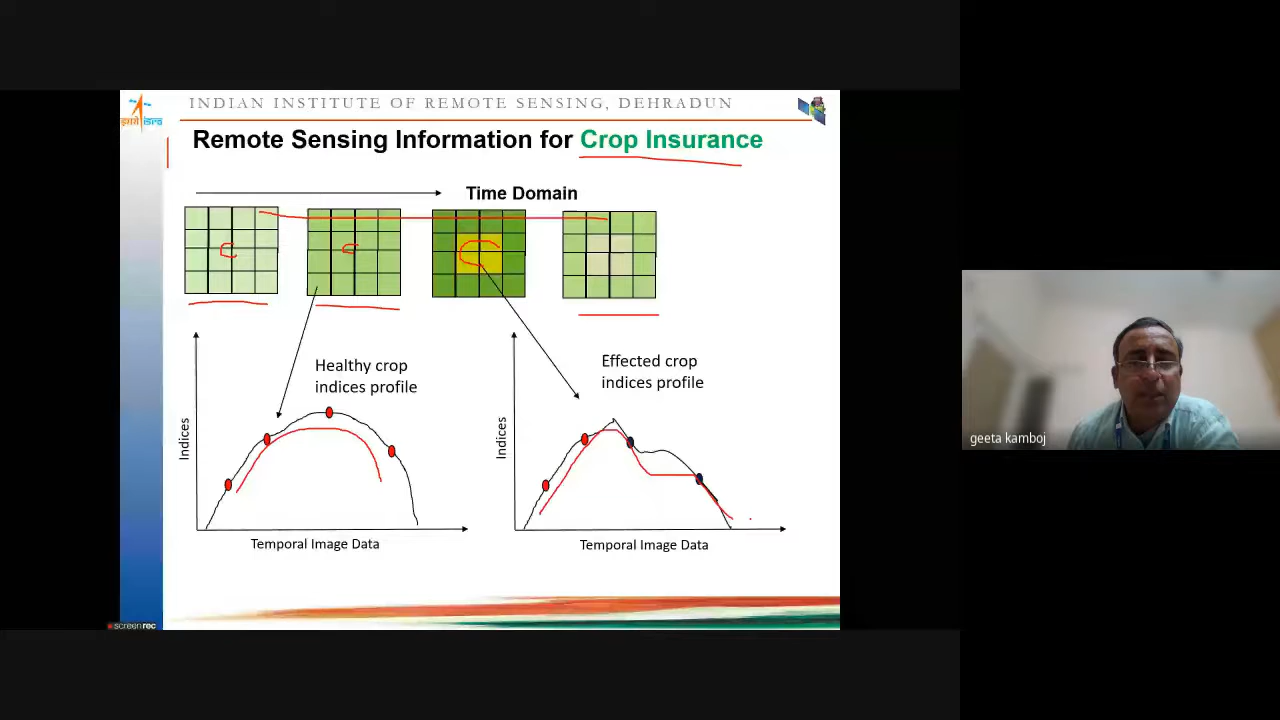 INDIAN INSTITUTE OF REMOTE SENSING, DEHRADUN
isro
Remote Sensing Information for Crop Insurance
Time Domain
Healthy crop
indices profile
Effected crop
indices profile
Indices
Indices
Temporal Image Data
Temporal Image Data
geeta kamboj
screenrec